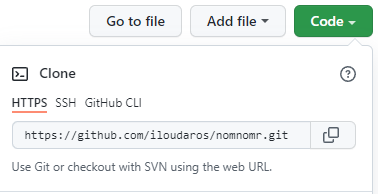 Go to file Add file Code
Clone
HTTPS SSH GitHub CLI
https://github.com/iloudaros/nomnomr.git
Use Git or checkout with SVN using the web URL.